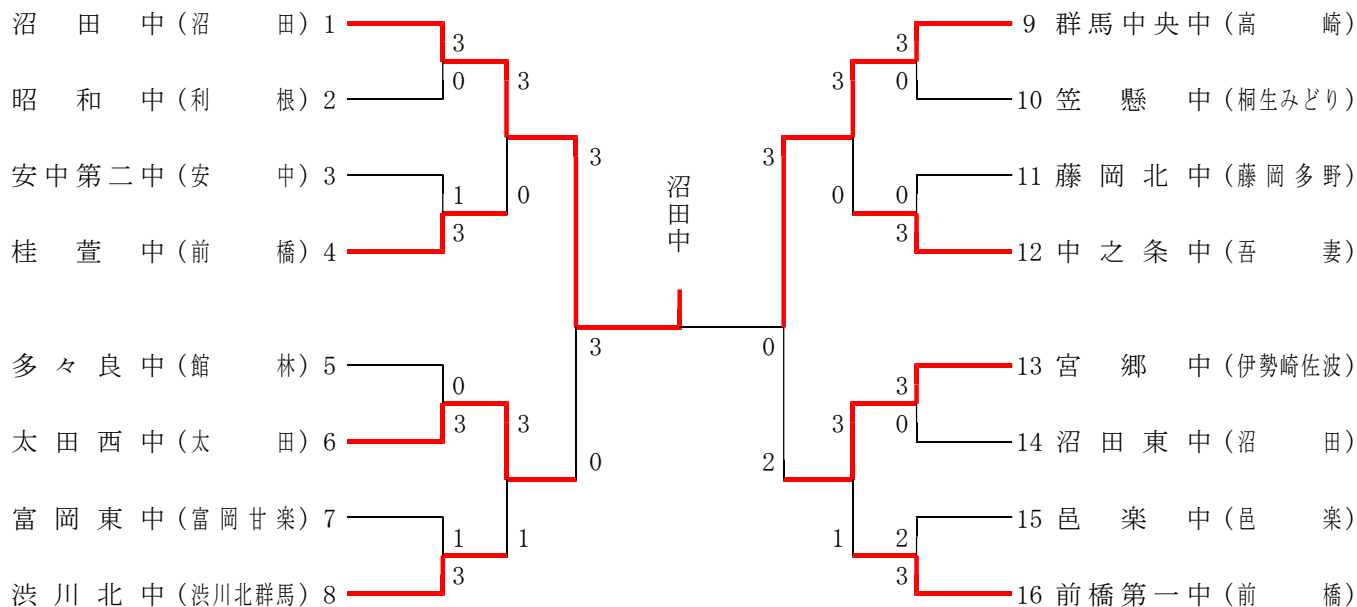 沼田中（沼田）1
昭和中（利根）2
安中第二中（安中）3
桂萱中（前橋）4
多々良中（館林）5
太田西中（太田）6
富岡東中（富岡甘楽）7
渋川北中（渋川北群馬）8
3
0
1
3
0
3
1
3
3
0
3
1
3
0
3
沼田中
0
3
2
3
0
3
1
3
0
0
3
3
0
2
3
9 群馬中央中（高崎）
10 笠懸中（桐生みどり）
11 藤岡北中（藤岡多野）
12 中之条中（吾妻）
13 宮郷中（伊勢崎佐波）
14 沼田東中（沼田）
15 邑楽中（邑楽）
16 前橋第一中（前橋）